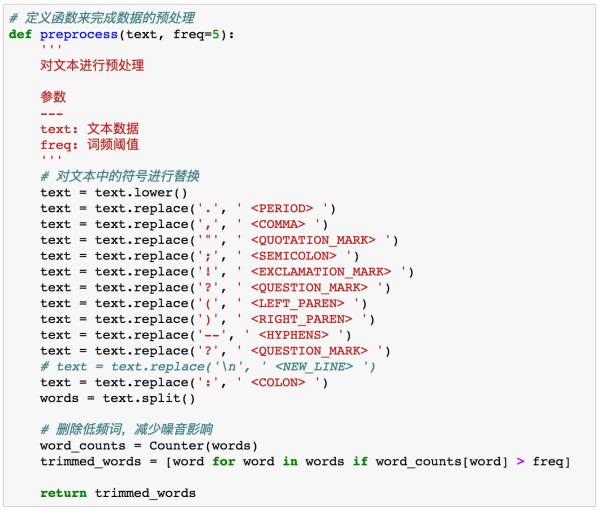 # 定义函数来完成数据的预处理
def preprocess(text, freq=5):
    '''
    对文本进行预处理

    参数
    ---
    text: 文本数据
    freq: 词频阈值
    '''
    # 对文本中的符号进行替换
    text = text.lower()
    text = text.replace('.', ' <PERIOD> ')
    text = text.replace(',', ' <COMMA> ')
    text = text.replace('"', ' <QUOTATION_MARK> ')
    text = text.replace(';', ' <SEMICOLON> ')
    text = text.replace('!', ' <EXCLAMATION_MARK> ')
    text = text.replace('?', ' <QUESTION_MARK> ')
    text = text.replace('(', ' <LEFT_PAREN> ')
    text = text.replace(')', ' <RIGHT_PAREN> ')
    text = text.replace('--', ' <HYPHENS> ')
    text = text.replace('?', ' <QUESTION_MARK> ')
    # text = text.replace('\n', ' <NEW_LINE> ')
    text = text.replace(':', ' <COLON> ')
    words = text.split()

    # 删除低频词，减少噪音影响
    word_counts = Counter(words)
    trimmed_words = [word for word in words if word_counts[word] > freq]

    return trimmed_words